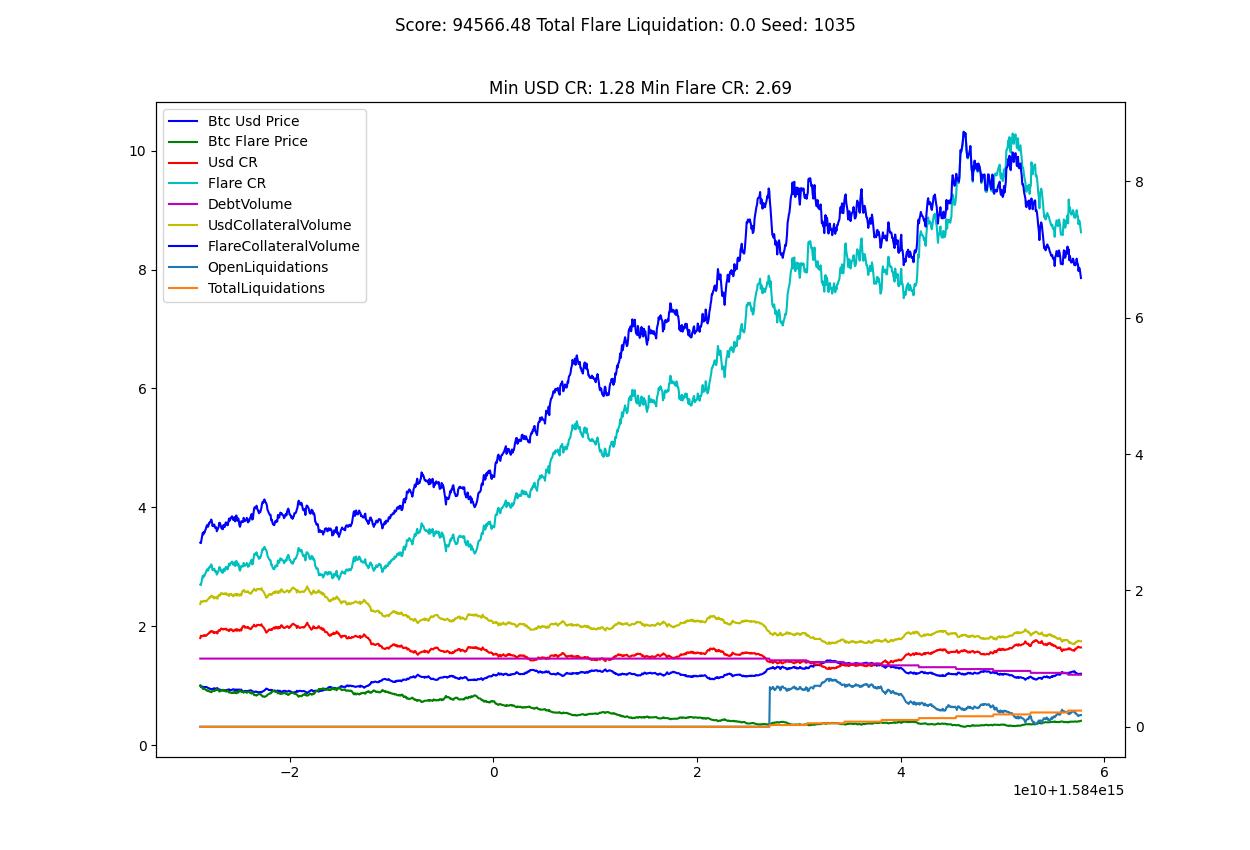 Score: 94566.48 Total Flare Liquidation: 0.0 Seed: 1035
Min USD CR: 1.28 Min Flare CR: 2.69
Btc Usd Price
Btc Flare Price
Usd CR
Flare CR
DebtVolume
UsdCollateralVolume
FlareCollateralVolume
OpenLiquidations
TotalLiquidations
10
8
6
4
2
0
8
6
4
2
0
−2
0
2
4
6
1e10+1.584e15